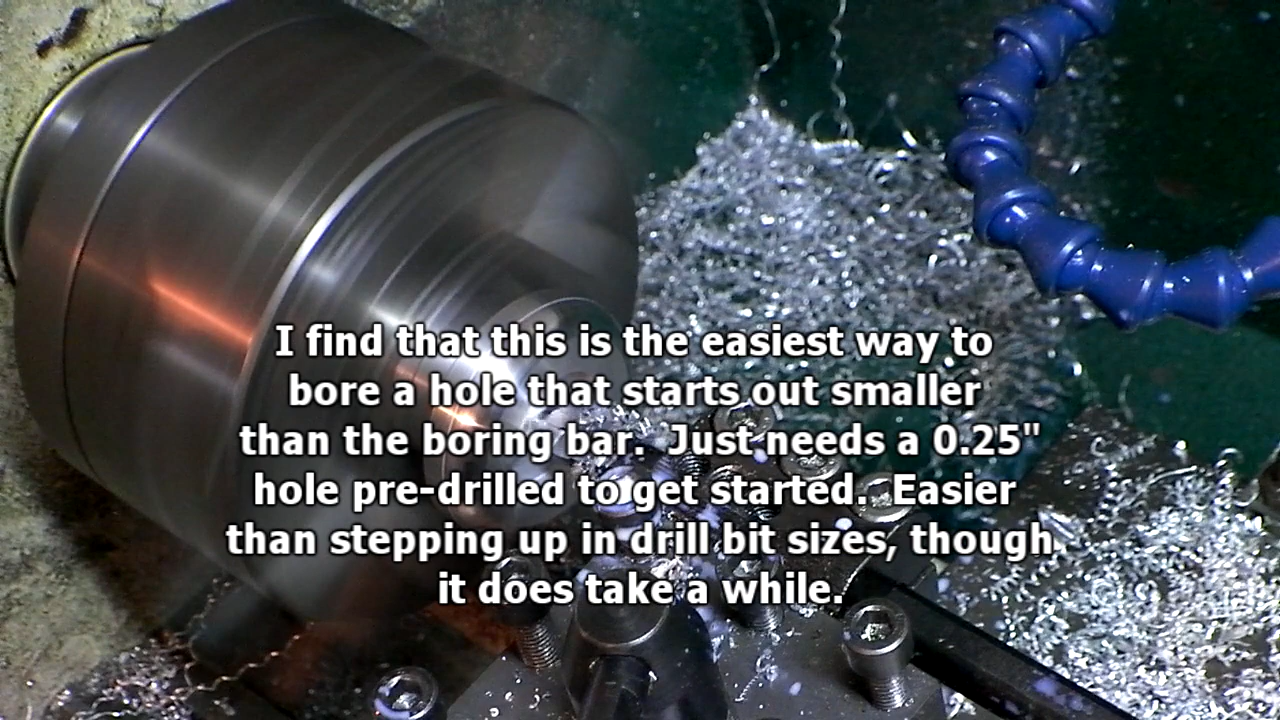 I find that this is the easiest way to
bore a hole that starts out smaller
than the boring bar.  Just needs a 0.25"
hole pre-drilled to get started.  Easier
than stepping up in drill bit sizes, though
it does take a while.